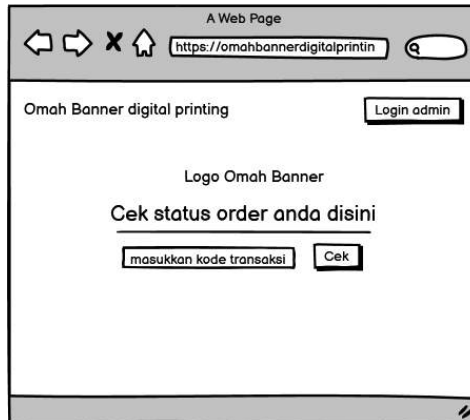 A Web Page
https://omahbannerdigitalprintin
Omah Banner digital printing
Login admin
Logo Omah Banner
Cek status order anda disini
masukkan kode transaksi
Cek